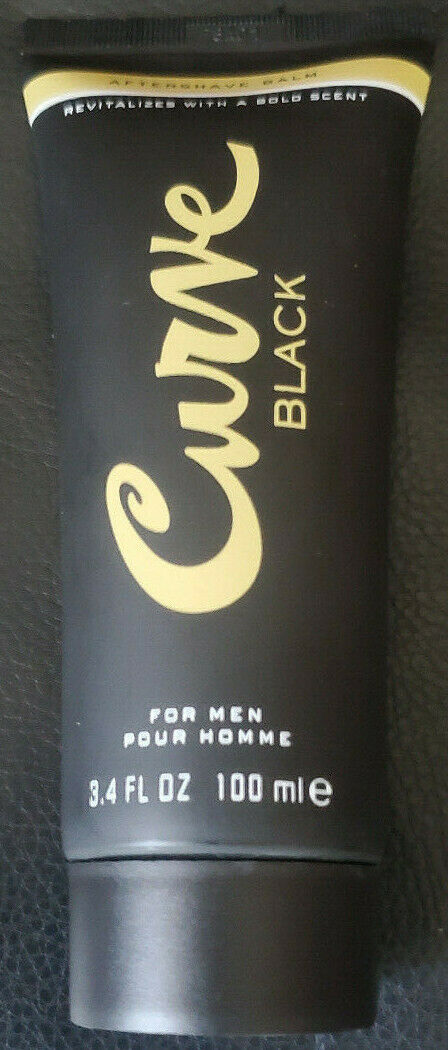 AFTERSHAVE BALM
REVITALIZES WITH A BOLD SCENT
Curve
BLACK
FOR MEN
POUR HOMME
3.4 FL OZ 100 ml e